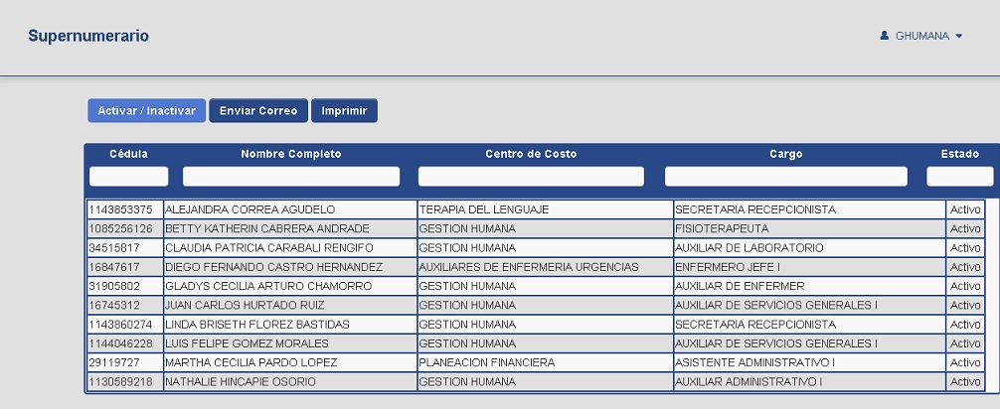 Supernumerario
GHUMANA
Activar / Inactivar Enviar Correo Imprimir
Cédula Nombre Completo Centro de Costo Cargo Estado
1143853375 ALEJANDRA CORREA AGUDELO TERAPIA DEL LENGUAJE SECRETARIA RECEPCIONISTA Activo
1085256126 BETTY KATHERIN CABRERA ANDRADE GESTION HUMANA FISIOTERAPEUTA Activo
34515817 CLAUDIA PATRICIA CARABALI RENGIFO GESTION HUMANA AUXILIAR DE LABORATORIO Activo
16847617 DIEGO FERNANDO CASTRO HERNANDEZ AUXILIARES DE ENFERMERIA URGENCIAS ENFERMERO JEFE I Activo
31905802 GLADYS CECILIA ARTURO CHAMORRO GESTION HUMANA AUXILIAR DE ENFERMER Activo
16745312 JUAN CARLOS HURTADO RUIZ GESTION HUMANA AUXILIAR DE SERVICIOS GENERALES I Activo
1143860274 LINDA BRISETH FLOREZ BASTIDAS GESTION HUMANA SECRETARIA RECEPCIONISTA Activo
1144046228 LUIS FELIPE GOMEZ MORALES GESTION HUMANA AUXILIAR DE SERVICIOS GENERALES I Activo
29119727 MARTHA CECILIA PARDO LOPEZ PLANEACION FINANCIERA ASISTENTE ADMINISTRATIVO I Activo
1130589218 NATHALIE HINCAPIE OSORIO GESTION HUMANA AUXILIAR ADMINISTRATIVO I Activo